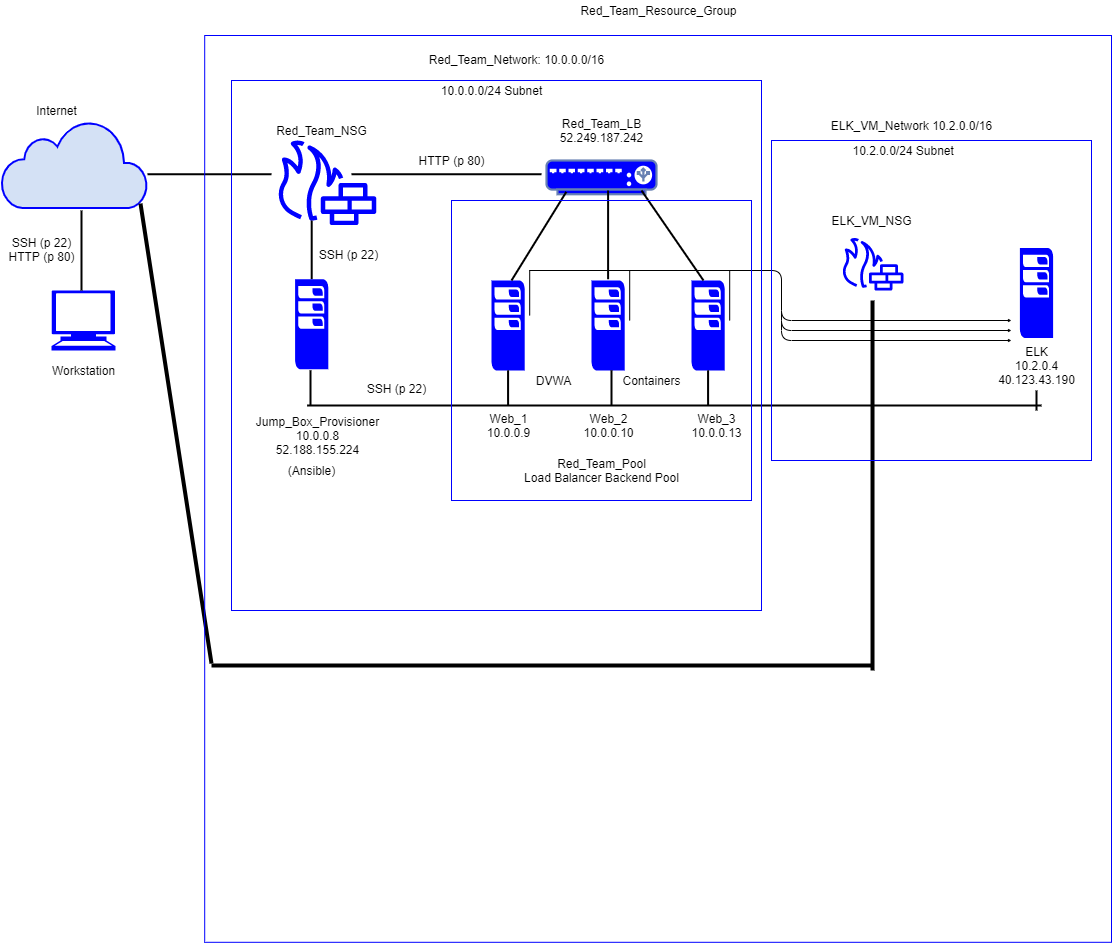 Red_Team_Resource_Group
Red_Team_Network: 10.0.0.0/16
10.0.0.0/24 Subnet
Internet
Red_Team_NSG
Red_Team_LB
52.249.187.242
ELK_VM_Network 10.2.0.0/16
10.2.0.0/24 Subnet
HTTP (p 80)
ELK_VM_NSG
SSH (p 22)
HTTP (p 80)
SSH (p 22)
Workstation
ELK
10.2.0.4
40.123.43.190
DVWA
Containers
SSH (p 22)
Jump_Box_Provisioner
10.0.0.8
52.188.155.224
(Ansible)
Web_1
10.0.0.9
Web_2
10.0.0.10
Web_3
10.0.0.13
Red_Team_Pool
Load Balancer Backend Pool